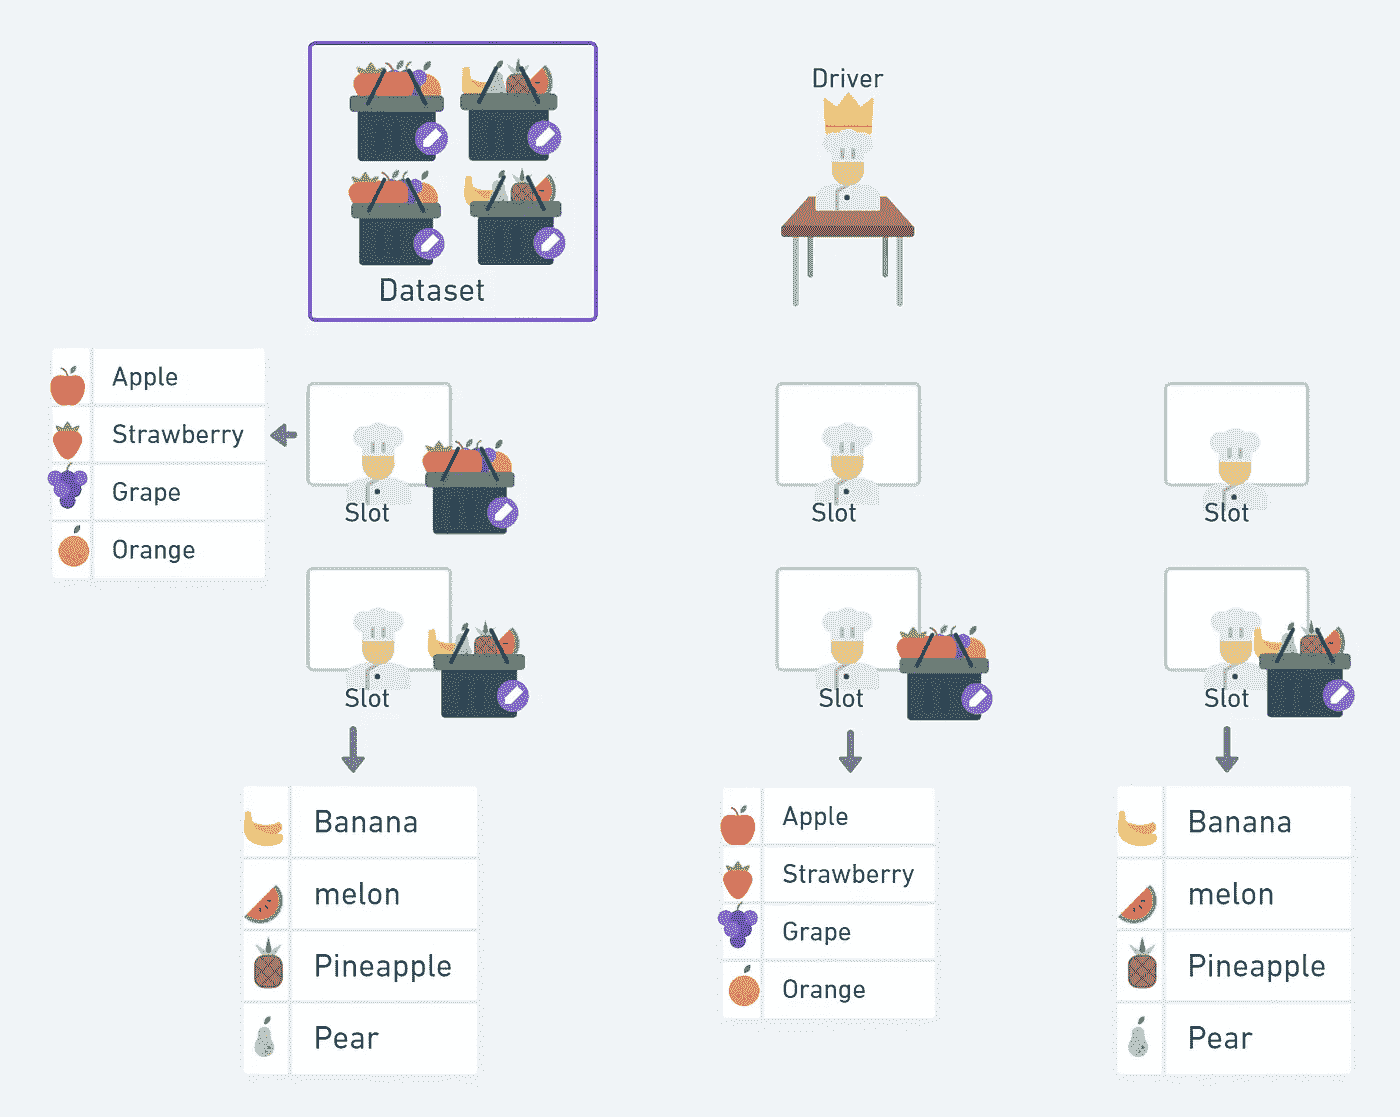 Driver
Dataset
Apple
Strawberry
Grape
Orange
Slot
Slot
Slot
Slot
Slot
Slot
Banana
melon
Pineapple
Pear
Apple
Strawberry
Grape
Orange
Banana
melon
Pineapple
Pear